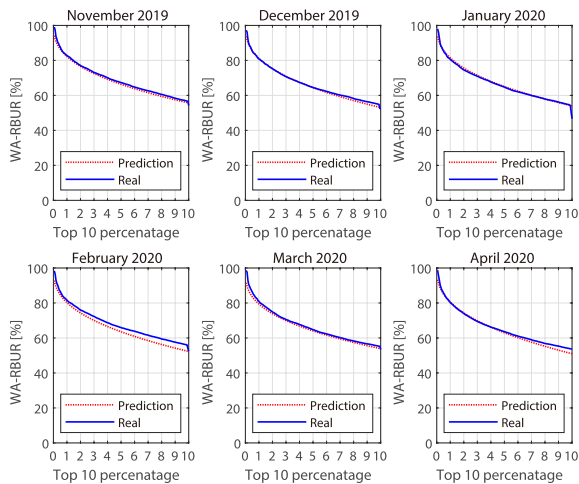 November 2019
100
80
60
40
20
0
WA-RBUR [%]
Prediction
Real
0 1 2 3 4 5 6 7 8 9 10
Top 10 percenatage
December 2019
100
80
60
40
20
0
WA-RBUR [%]
Prediction
Real
0 1 2 3 4 5 6 7 8 9 10
Top 10 percenatage
January 2020
100
80
60
40
20
0
WA-RBUR [%]
Prediction
Real
0 1 2 3 4 5 6 7 8 9 10
Top 10 percenatage
February 2020
100
80
60
40
20
0
WA-RBUR [%]
Prediction
Real
0 1 2 3 4 5 6 7 8 9 10
Top 10 percenatage
March 2020
100
80
60
40
20
0
WA-RBUR [%]
Prediction
Real
0 1 2 3 4 5 6 7 8 9 10
Top 10 percenatage
April 2020
100
80
60
40
20
0
WA-RBUR [%]
Prediction
Real
0 1 2 3 4 5 6 7 8 9 10
Top 10 percenatage